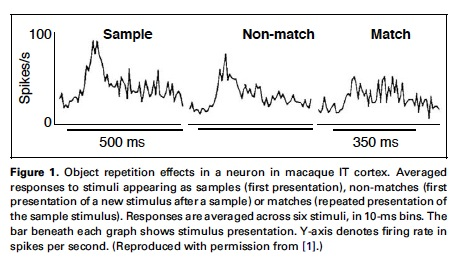 Sample Non-match Match
100
Spikes/s
0
500 ms 350 ms
Figure 1. Object repetition effects in a neuron in macaque IT cortex. Averaged
responses to stimuli appearing as samples (first presentation), non-matches (first
presentation of a new stimulus after a sample) or matches (repeated presentation of
the sample stimulus). Responses are averaged across six stimuli, in 10-ms bins. The
bar beneath each graph shows stimulus presentation. Y-axis denotes firing rate in
spikes per second. (Reproduced with permission from [1].)